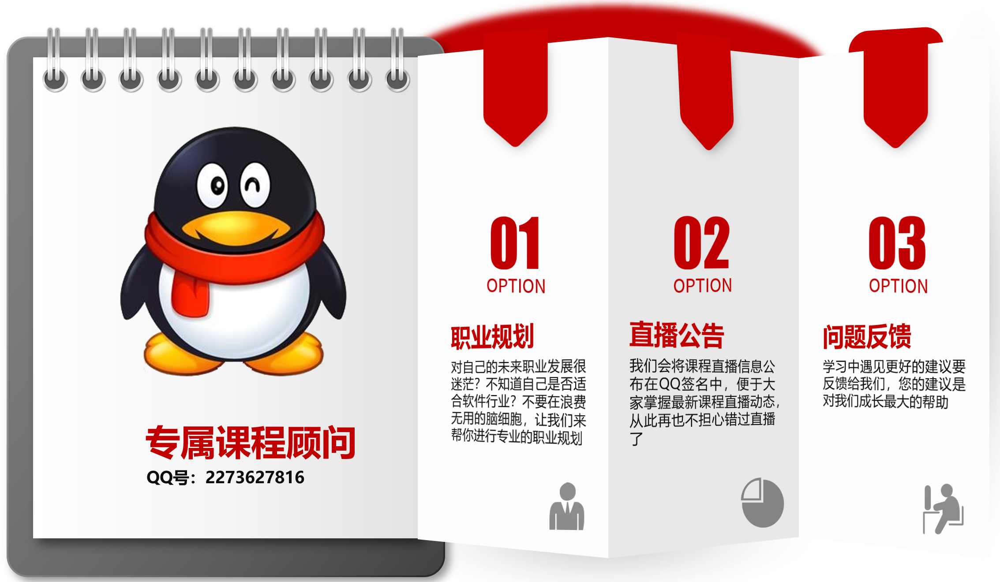 专属课程顾问
QQ号：2273627816
01
OPTION
职业规划
对自己的未来职业发展很
迷茫？不知道自己是否适
合软件行业？不要在浪费
无用的脑细胞，让我们来
帮你进行专业的职业规划
02
OPTION
直播公告
我们会将课程直播信息公
布在QQ签名中，便于大
家掌握最新课程直播动态，
从此再也不担心错过直播
了
03
OPTION
问题反馈
学习中遇见更好的建议要
反馈给我们，您的建议是
对我们成长最大的帮助